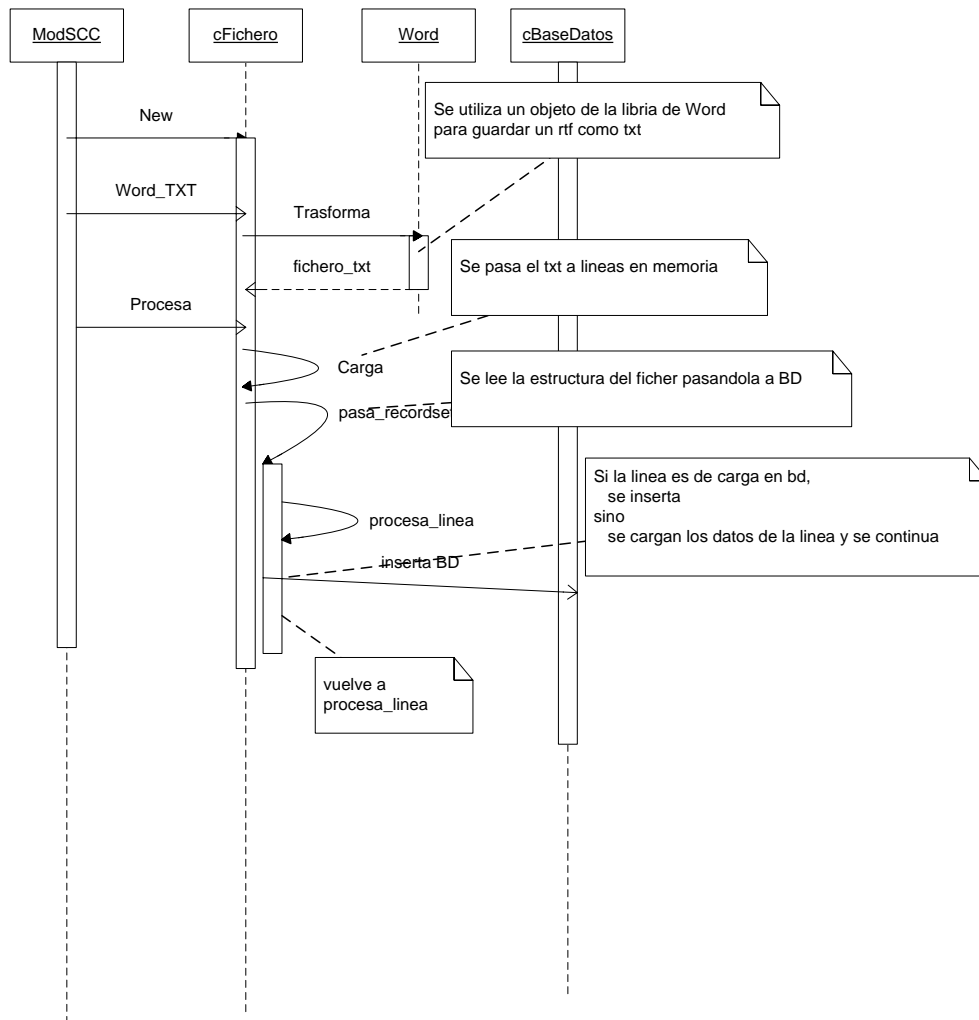 ModSCC
cFichero
Word
cBaseDatos
Se utiliza un objeto de la libria de Word
para guardar un rtf como txt
New
Word_TXT
Trasforma
fichero_txt
Se pasa el txt a lineas en memoria
Procesa
Carga
Se lee la estructura del ficher pasandola a BD
pasa_recordset
Si la linea es de carga en bd,
se inserta
sino
se cargan los datos de la linea y se continua
procesa_linea
inserta BD
vuelve a
procesa_linea